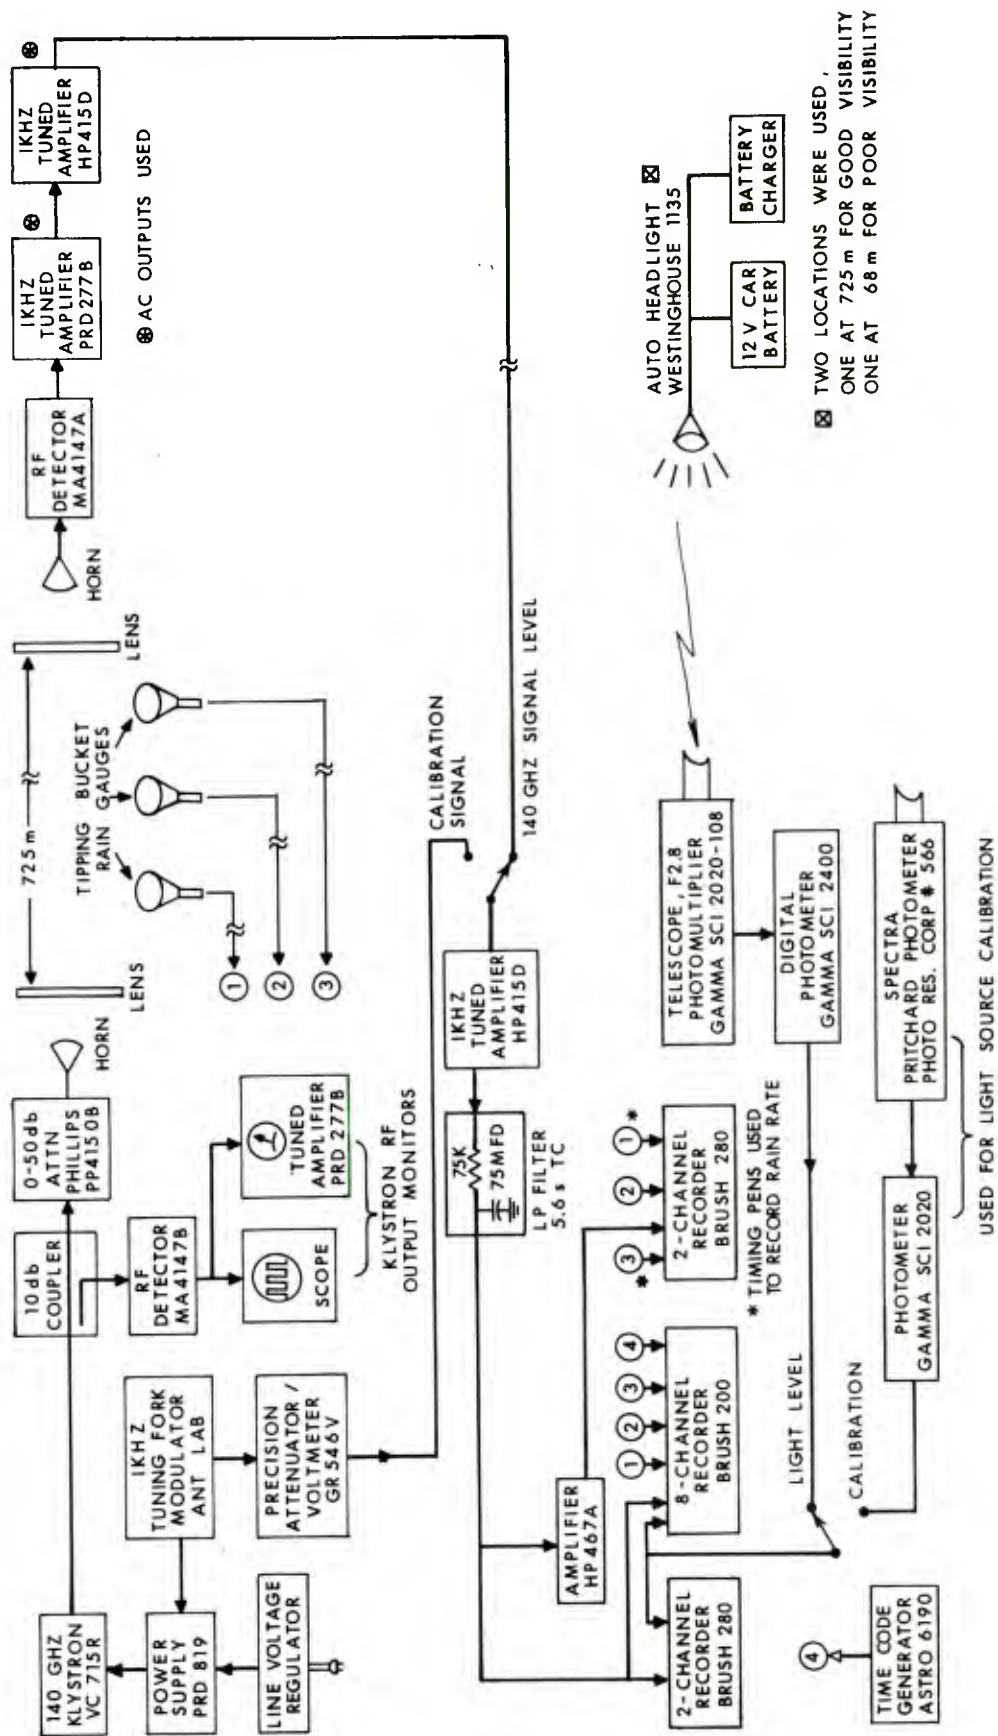 140 GHZ
KLYSTRON
VC 715R
POWER
SUPPLY
PRD 819
LINE VOLTAGE
REGULATOR
1KHZ
TUNING FORK
MODULATOR
ANT LAB
PRECISION
ATTENUATOR/
VOLTMETER
GR 546V
10db
COUPLER
RF
DETECTOR
MA4147B
SCOPE
TUNED
AMPLIFIER
PRD 277B
KLYSTRON RF
OUTPUT MONITORS
0-50db
ATTN
PHILLIPS
PP4150B
HORN
LENS
725m
LENS
TIPPING BUCKET
RAIN GAUGES
1
2
3
HORN
RF
DETECTOR
MA4147A
1KHZ
TUNED
AMPLIFIER
PRD277B
1KHZ
TUNED
AMPLIFIER
HP415D
⊛ AC OUTPUTS USED
CALIBRATION
SIGNAL
140 GHZ SIGNAL LEVEL
1KHZ
TUNED
AMPLIFIER
HP415D
75K
75MFD
LP FILTER
5.6s TC
AMPLIFIER
HP467A
2-CHANNEL
RECORDER
BRUSH 280
1 2 3 4
8-CHANNEL
RECORDER
BRUSH 200
3 2 1 *
*
2-CHANNEL
RECORDER
BRUSH 280
* TIMING PENS USED
TO RECORD RAIN RATE
TELESCOPE, F2.8
PHOTOMULTIPLIER
GAMMA SCI 2020-108
DIGITAL
PHOTOMETER
GAMMA SCI 2400
LIGHT LEVEL
CALIBRATION
AUTO HEADLIGHT ⊠
WESTINGHOUSE 1135
12 V CAR
BATTERY
BATTERY
CHARGER
⊠ TWO LOCATIONS WERE USED,
ONE AT 725 m FOR GOOD VISIBILITY
ONE AT 68 m FOR POOR VISIBILITY
4
TIME CODE
GENERATOR
ASTRO 6190
PHOTOMETER
GAMMA SCI 2020
SPECTRA
PRITCHARD PHOTOMETER
PHOTO RES. CORP # 566
USED FOR LIGHT SOURCE CALIBRATION